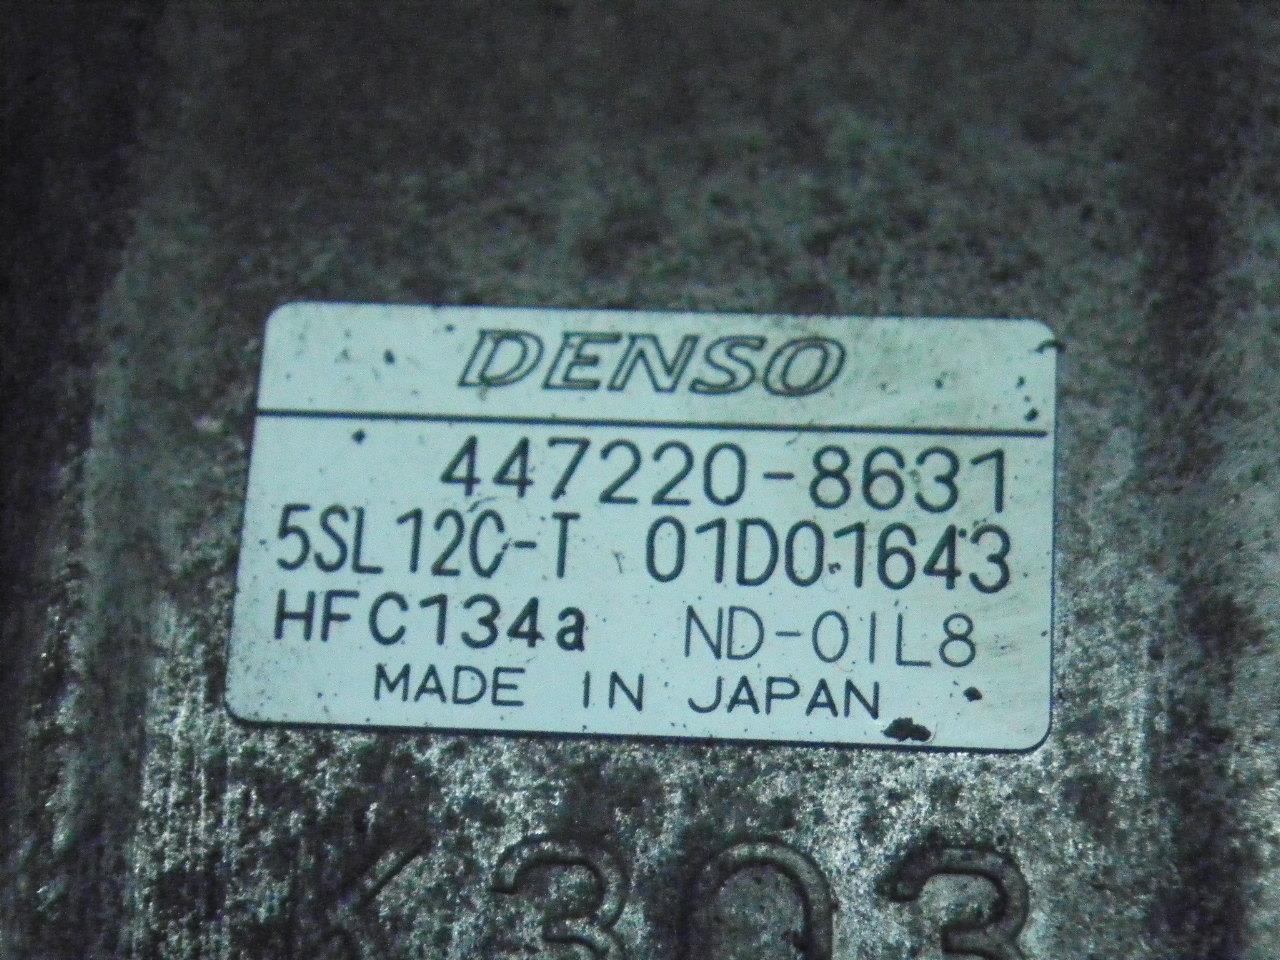 DENSO
447220-8631
5SL12C-T 01D01643
HFC134a ND-OIL8
MADE IN JAPAN
K303